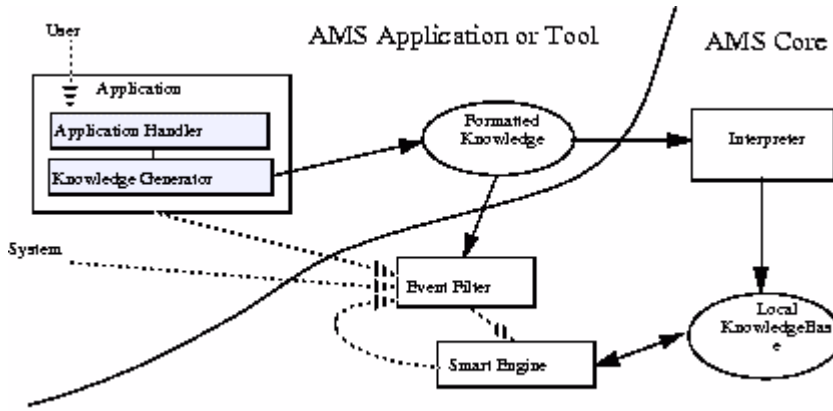 User
AMS Application or Tool
AMS Core
Application
Application Handler
Knowledge Generator
Formatted
Knowledge
Interpreter
System
Event Filter
Smart Engine
Local
KnowledgeBas
e